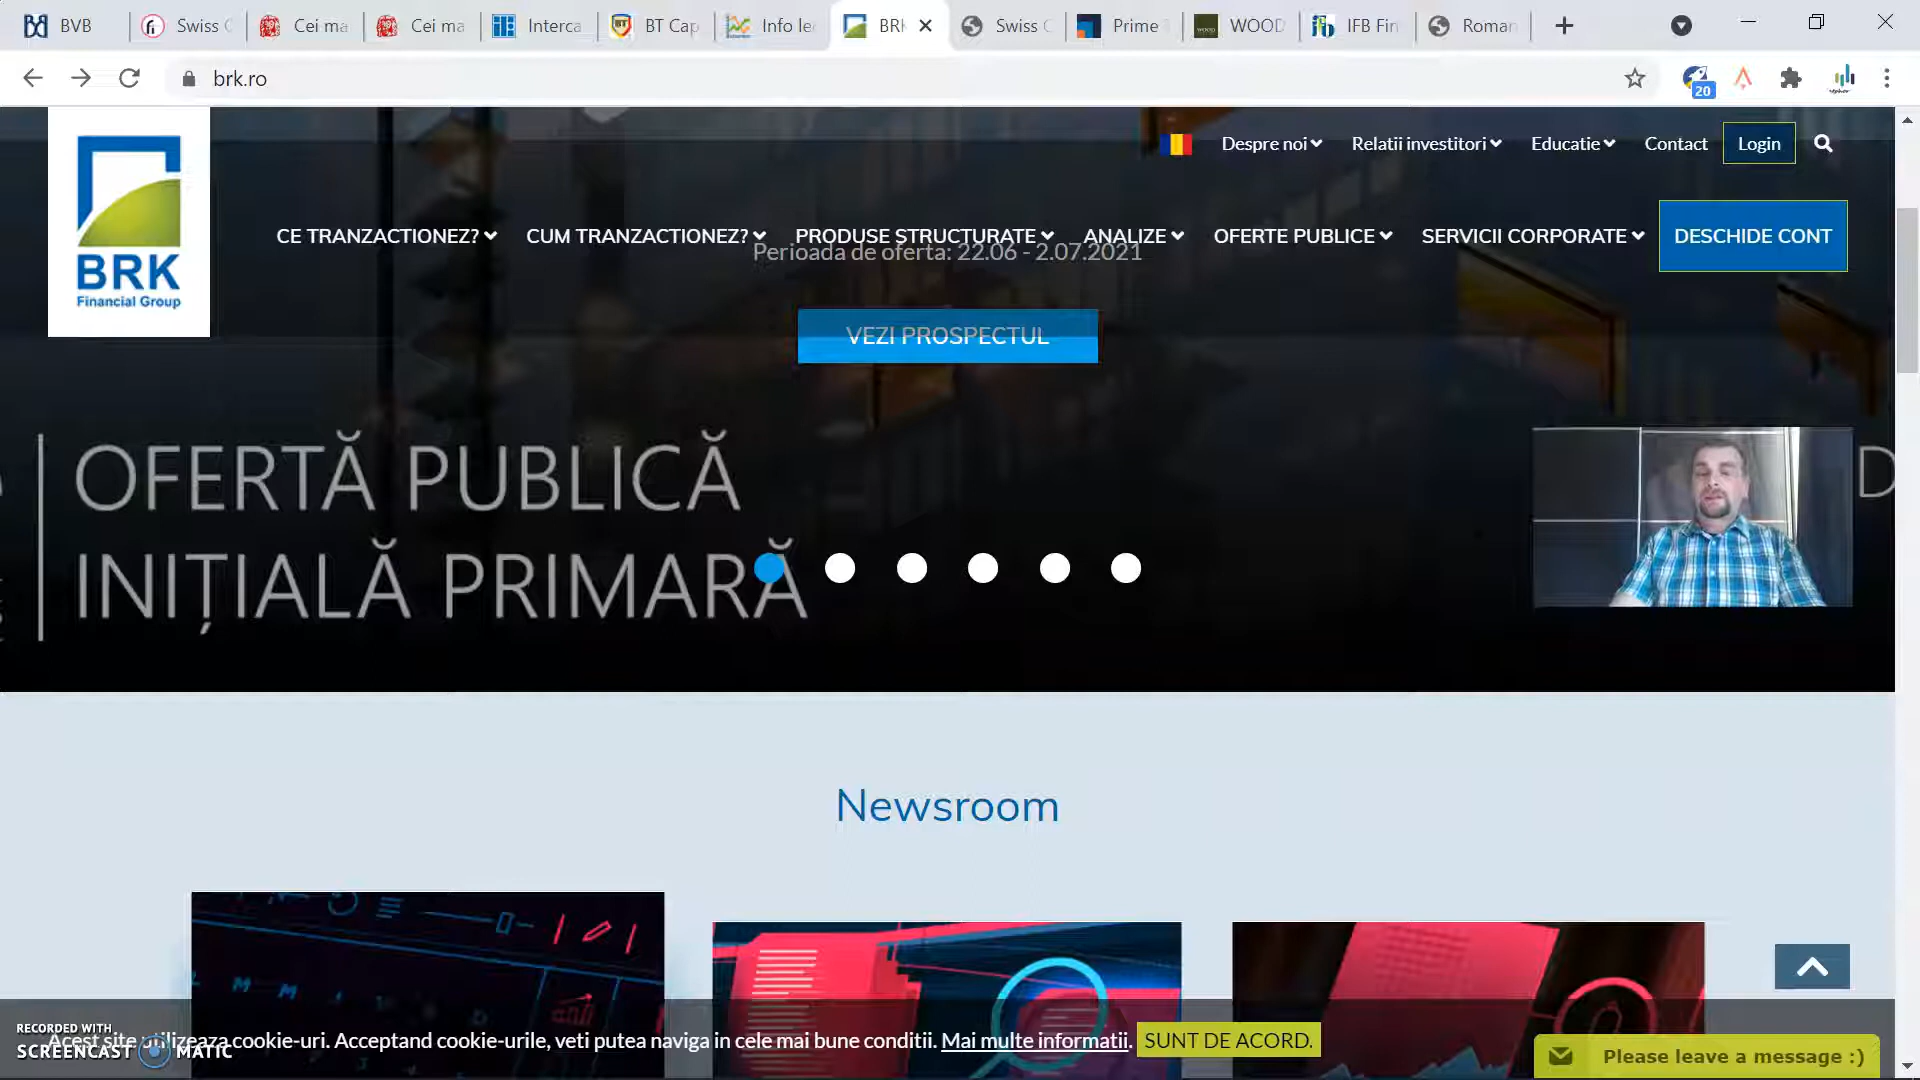 BVB
Swiss C
Cei ma
Cei ma
Interca
BT Cap
Info le
BRK
Swiss C
Prime
WOOD
IFB Fin
Roman
brk.ro
20
Despre noi
Relatii investitori
Educatie
Contact
Login
CE TRANZACTIONEZ?
CUM TRANZACTIONEZ?
PRODUSE STRUCTURATE
ANALIZE
OFERTE PUBLICE
SERVICII CORPORATE
DESCHIDE CONT
BRK
Financial Group
Perioada de oferta: 22.06 - 2.07.2021
VEZI PROSPECTUL
OFERTĂ PUBLICĂ
INIȚIALĂ PRIMARĂ
D
Newsroom
RECORDED WITH
SCREENCAST MATIC
Acest site utilizeaza cookie-uri. Acceptand cookie-urile, veti putea naviga in cele mai bune conditii. Mai multe informatii. SUNT DE ACORD.
Please leave a message :)